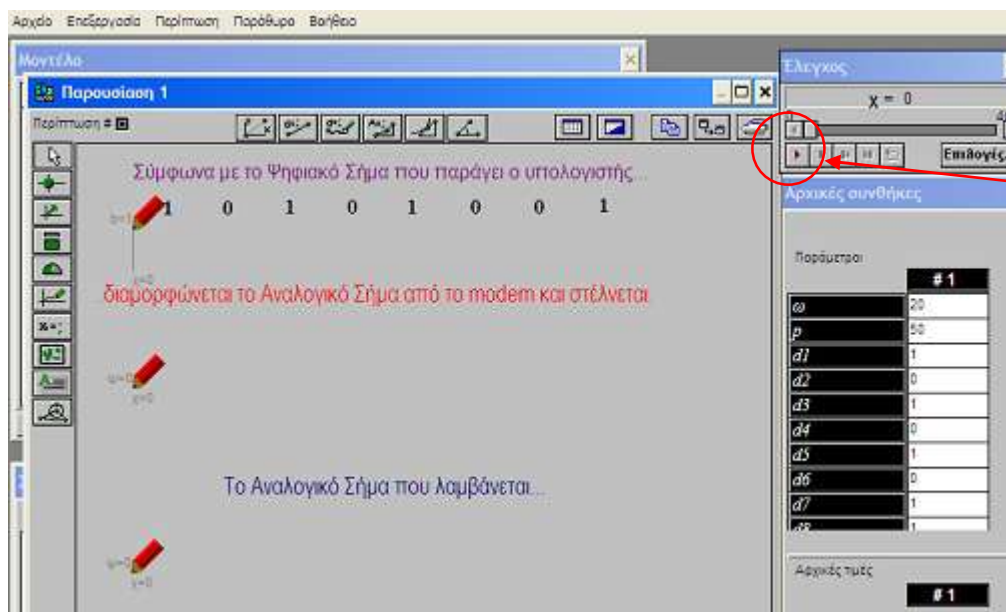 Αρχείο Επεξεργασία Περίπτωση Παράθυρο Βοήθεια
Μοντέλο
Παρουσίαση 1
Περίπτωση #
Σύμφωνα με το Ψηφιακό Σήμα που παράγει ο υπολογιστής...
1 0 1 0 1 0 0 1
διαμορφώνεται το Αναλογικό Σήμα από το modem και στέλνεται
Το Αναλογικό Σήμα που λαμβάνεται...
Έλεγχος
x = 0
Επιλογές
Αρχικές συνθήκες
Παράμετροι
# 1
ω 20
p 50
d1 1
d2 0
d3 1
d4 0
d5 1
d6 0
d7 1
d8 1
Αρχικές τιμές
# 1